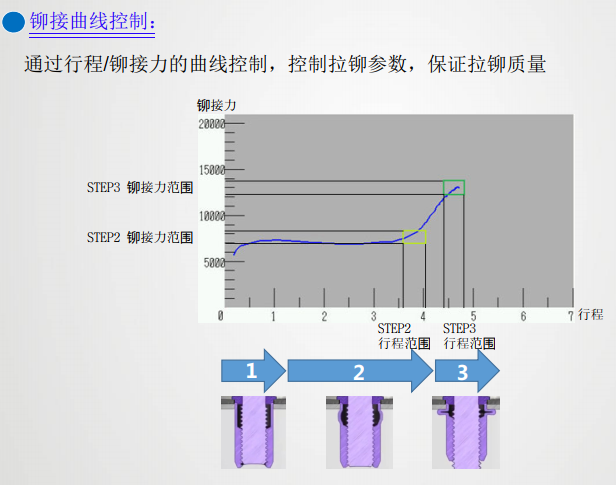 铆接曲线控制：
通过行程/铆接力的曲线控制，控制拉铆参数，保证拉铆质量
铆接力
20000
15000
STEP3 铆接力范围
10000
STEP2 铆接力范围
5000
0 1 2 3 4 5 6 7 行程
STEP2 STEP3
行程范围 行程范围
1 2 3